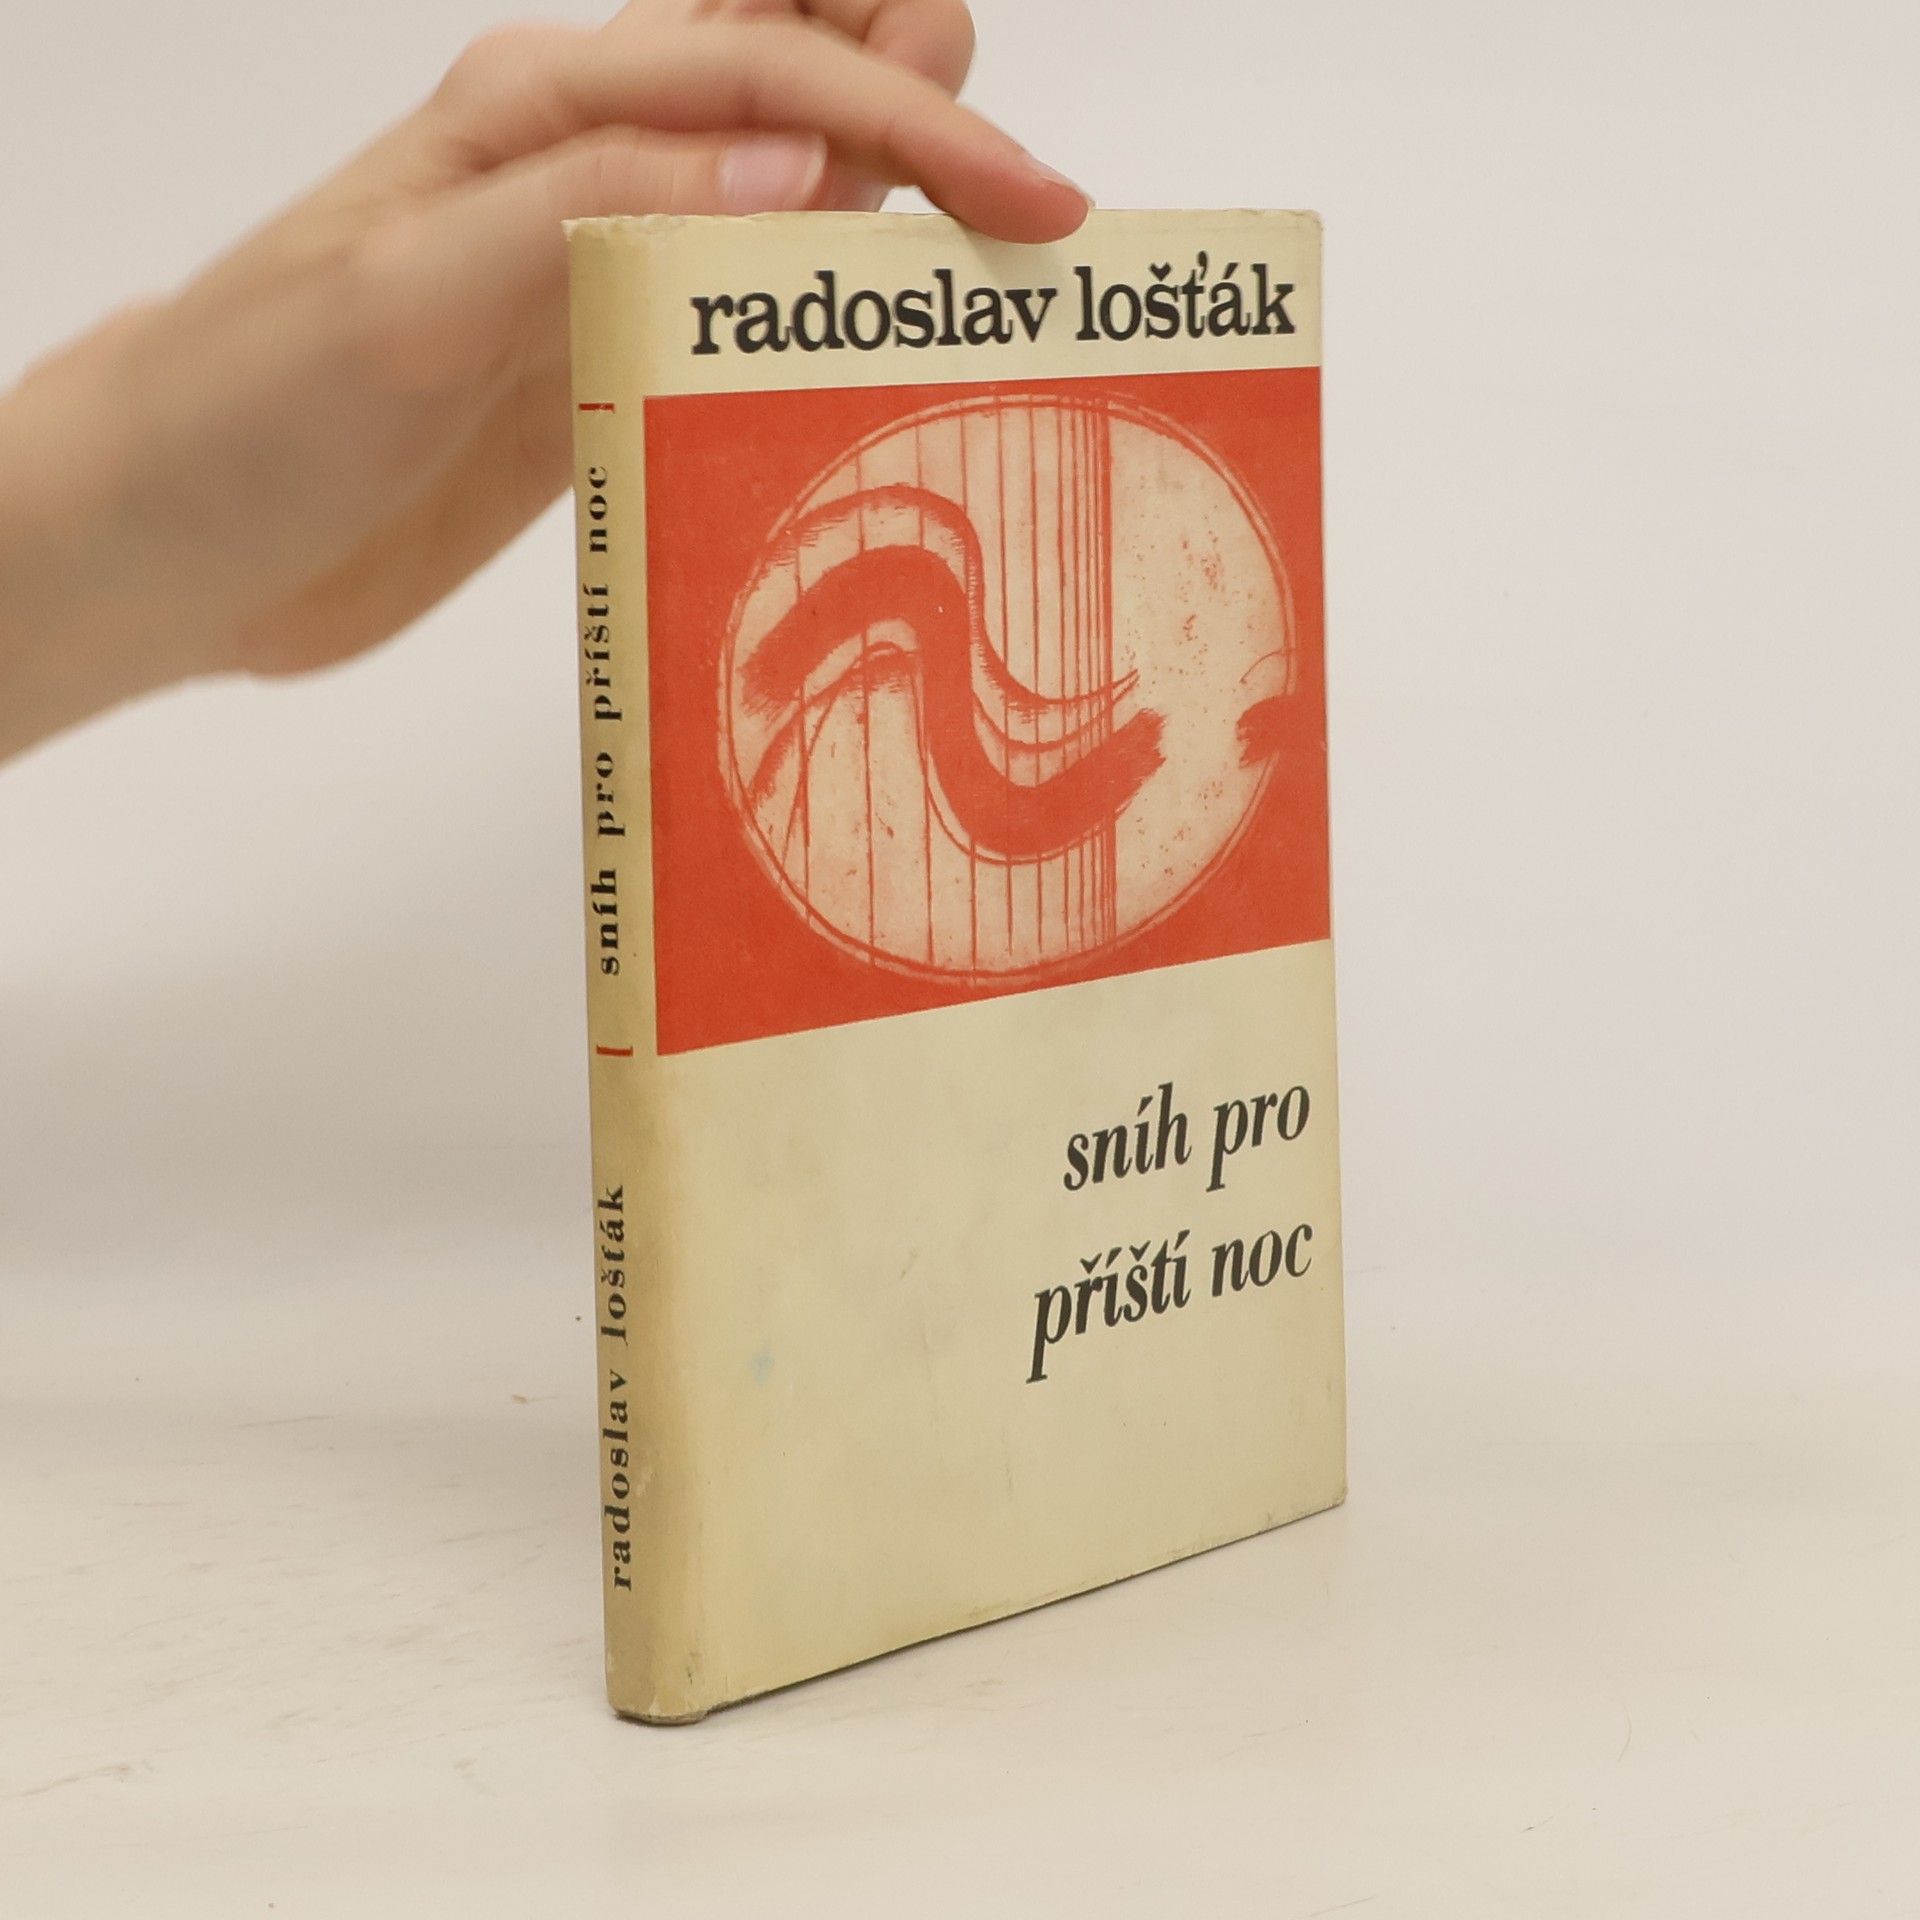 radoslav lošťák
sníh pro
příští noc
radoslav lošťák | sníh pro příští noc |